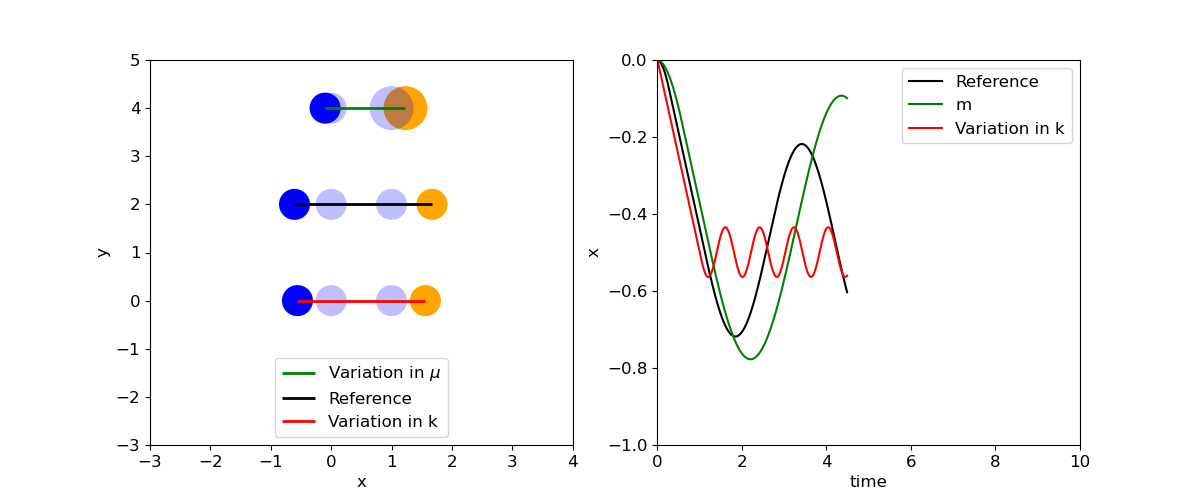 5
4
3
2
1
0
−1
−2
−3
y
−3 −2 −1 0 1 2 3 4
x
Variation in μ
Reference
Variation in k
0.0
−0.2
−0.4
−0.6
−0.8
−1.0
x
0 2 4 6 8 10
time
Reference
m
Variation in k